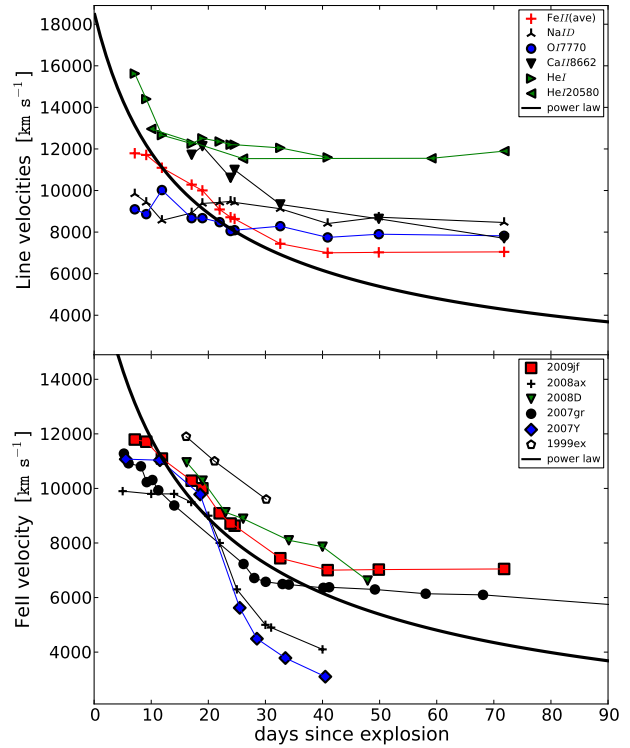 18000
16000
14000
12000
10000
8000
6000
4000
Line velocities [km s⁻¹]
FeII(ave)
NaID
OI7770
CaII8662
HeI
HeI20580
power law
14000
12000
10000
8000
6000
4000
FeII velocity [km s⁻¹]
2009jf
2008ax
2008D
2007gr
2007Y
1999ex
power law
0 10 20 30 40 50 60 70 80 90
days since explosion